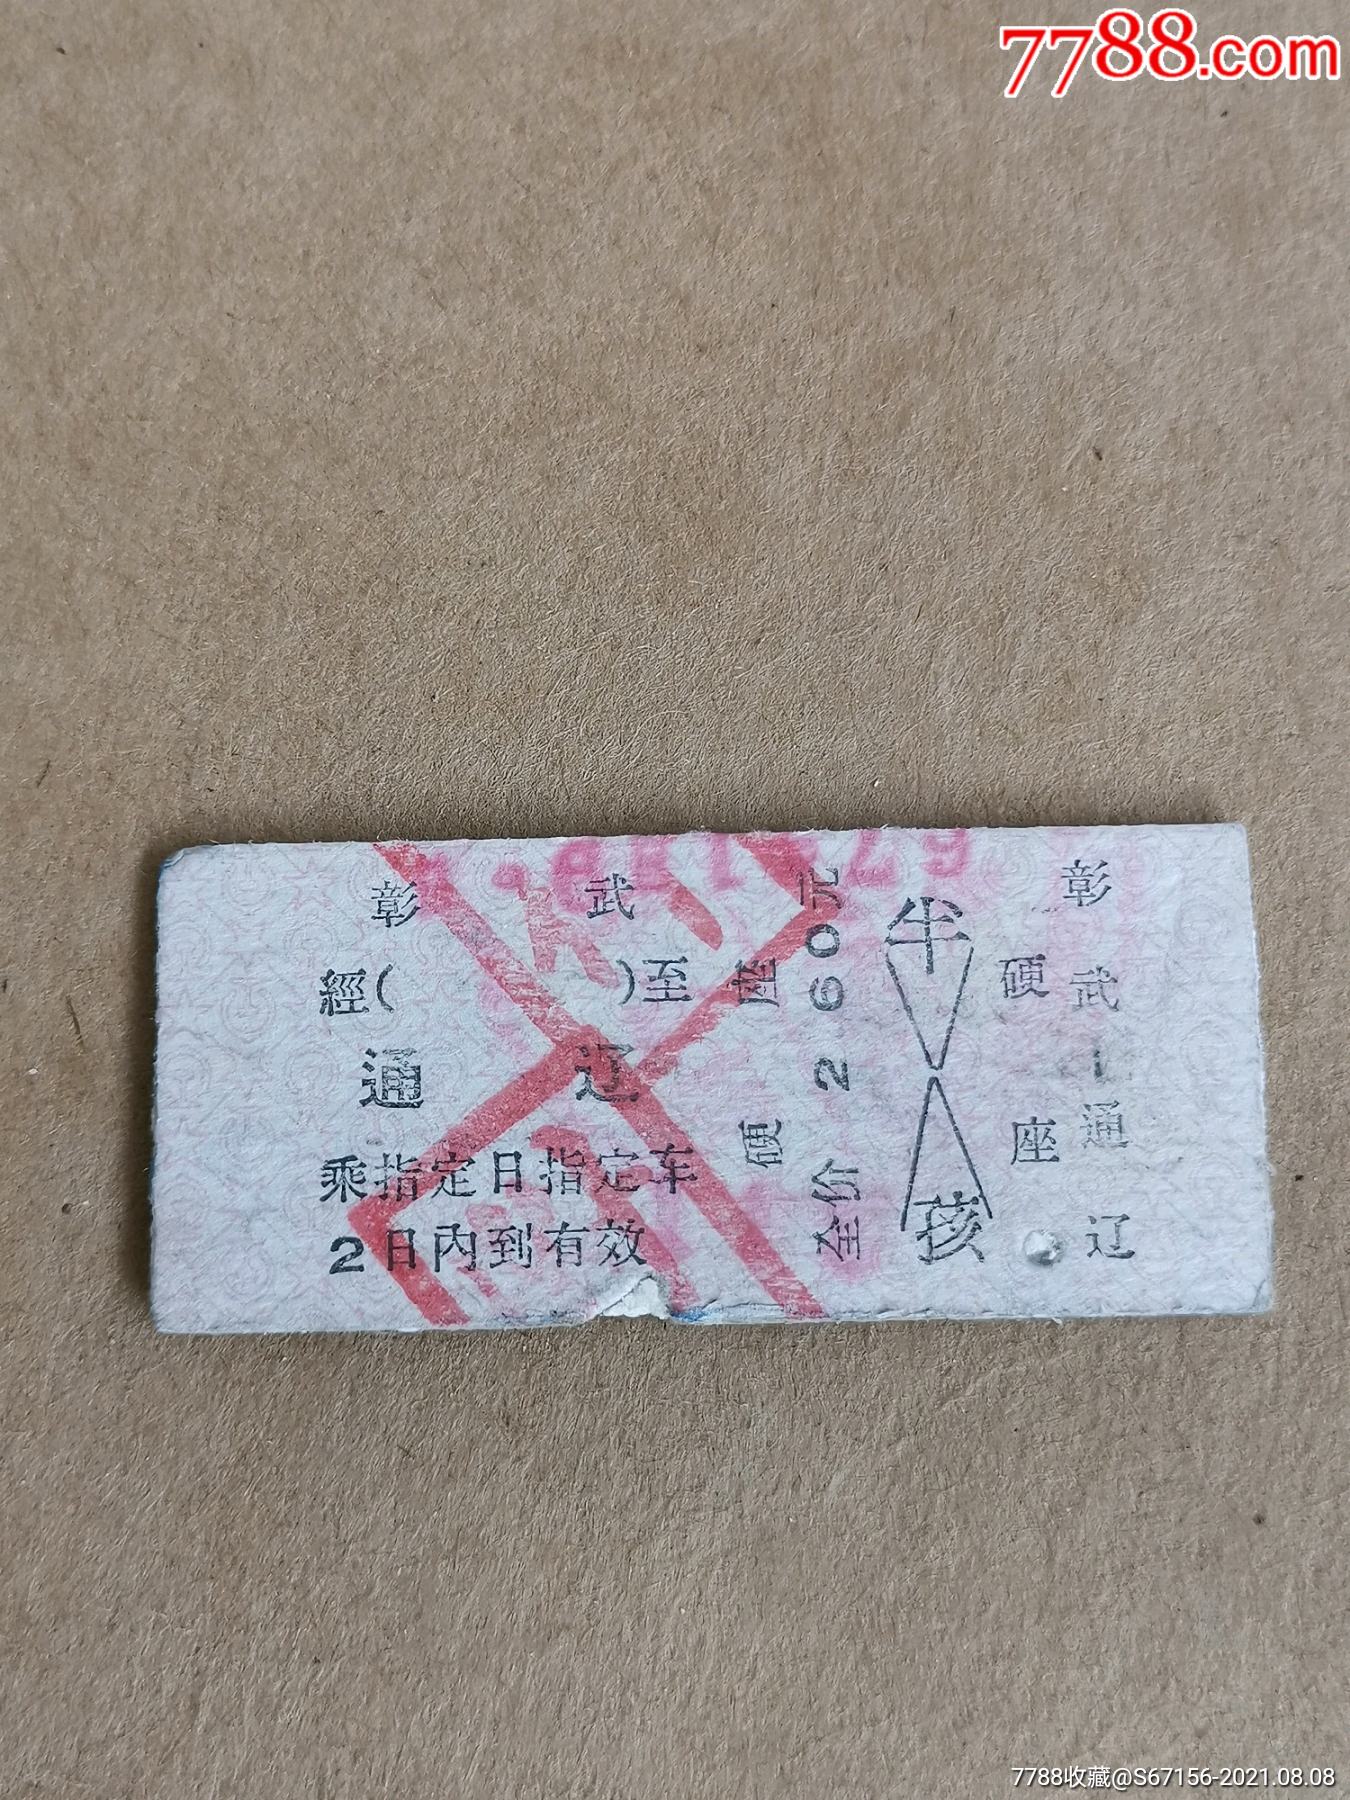 7788.com
彰 武
經( )至
通 辽
乘指定日指定车
2日內到有效
硬 座
全价 2 60元
半
孩
硬 座
彰武—通辽
7788收藏@S67156-2021.08.08